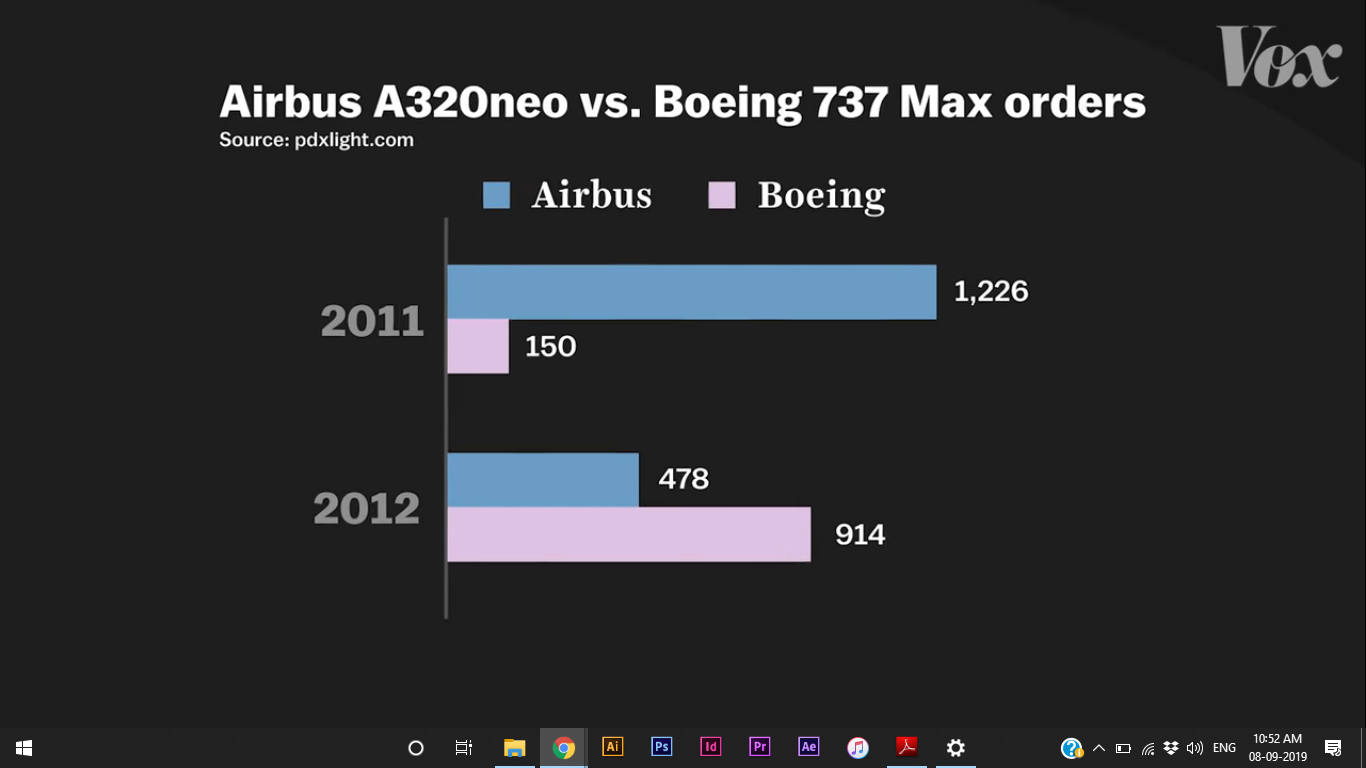 Vox
Airbus A320neo vs. Boeing 737 Max orders
Source: pdxlight.com
Airbus Boeing
2011
1,226
150
2012
478
914
Ai Ps Id Pr Ae
ENG
10:52 AM
08-09-2019